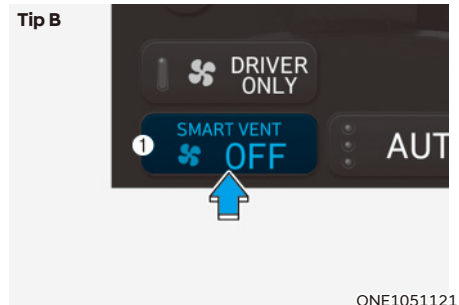 Tip B
DRIVER
ONLY
SMART VENT
1
OFF
AUT
ONE1051121